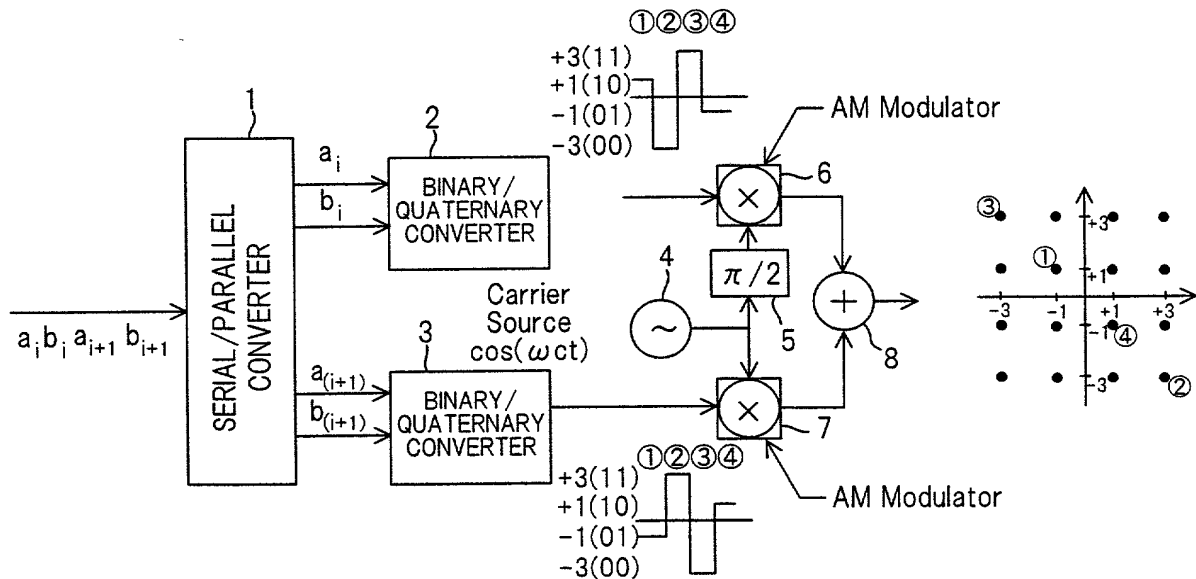 ①②③④
+3(11)
+1(10)
-1(01)
-3(00)
AM Modulator
1
2
a_i
b_i
BINARY/
QUATERNARY
CONVERTER
6
×
SERIAL/PARALLEL
CONVERTER
a_i b_i a_{i+1} b_{i+1}
4
~
π/2
5
+
8
Carrier
Source
cos(ωct)
3
a_(i+1)
b_(i+1)
BINARY/
QUATERNARY
CONVERTER
×
7
AM Modulator
①②③④
+3(11)
+1(10)
-1(01)
-3(00)
③
+3
①
+1
-3 -1 +1 +3
-1
④
-3
②